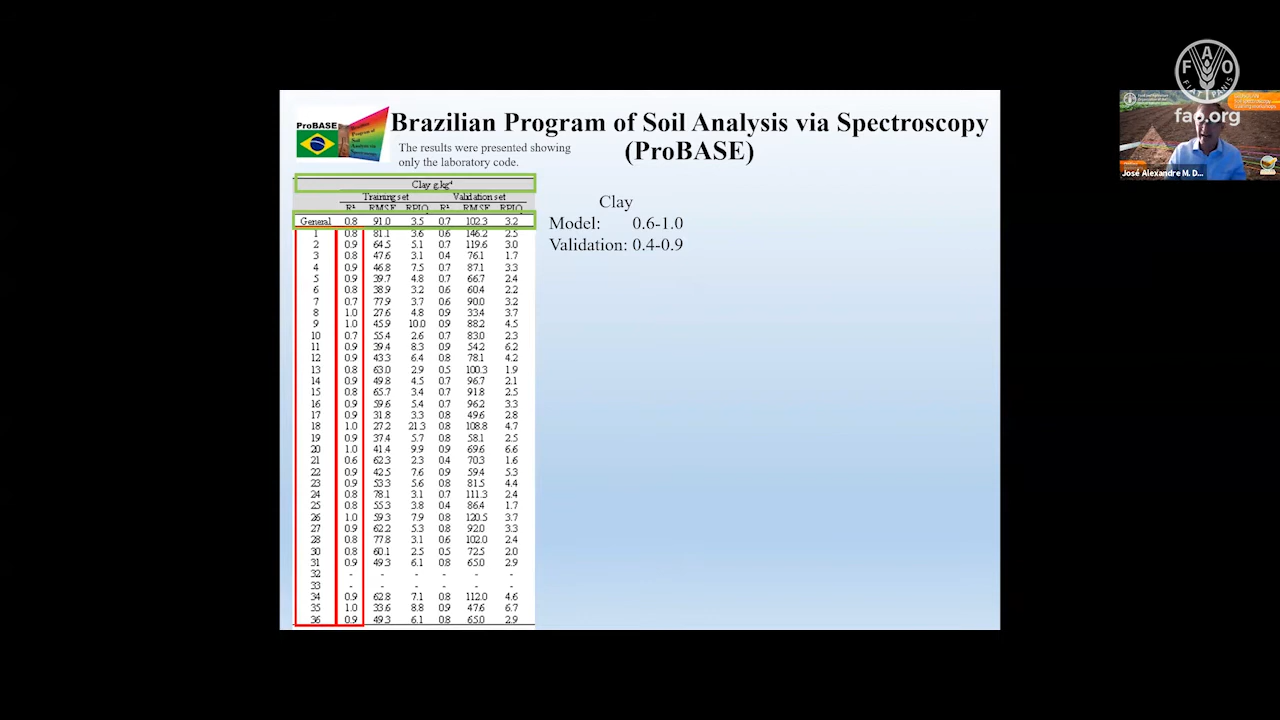 FAO
FIAT PANIS
fao.org
José Alexandre M. D...
ProBASE
Brazilian Program of Soil Analysis via Spectroscopy
(ProBASE)
The results were presented showing
only the laboratory code.
Clay g.kg⁻¹
Training set Validation set
R² RMSE RPIQ R² RMSE RPIQ
General 0.8 91.0 3.5 0.7 102.3 3.2
1 0.8 81.1 3.6 0.6 146.2 2.5
2 0.9 64.5 5.1 0.7 119.6 3.0
3 0.8 47.6 3.1 0.4 76.1 1.7
4 0.9 46.8 7.5 0.7 87.1 3.3
5 0.9 39.7 4.8 0.7 66.7 2.4
6 0.8 38.9 3.2 0.6 60.4 2.2
7 0.7 77.9 3.7 0.6 90.0 3.2
8 1.0 27.6 4.8 0.9 33.4 3.7
9 1.0 45.9 10.0 0.9 88.2 4.5
10 0.7 55.4 2.6 0.7 83.0 2.3
11 0.9 39.4 8.3 0.9 54.2 6.2
12 0.9 43.3 6.4 0.8 78.1 4.2
13 0.8 63.0 2.9 0.5 100.3 1.9
14 0.9 49.8 4.5 0.7 96.7 2.1
15 0.8 65.7 3.4 0.7 91.8 2.5
16 0.9 59.6 5.4 0.7 96.2 3.3
17 0.9 31.8 3.3 0.8 49.6 2.8
18 1.0 27.2 21.3 0.8 108.8 4.7
19 0.9 37.4 5.7 0.8 58.1 2.5
20 1.0 41.4 9.9 0.9 69.6 6.6
21 0.6 62.3 2.3 0.4 70.3 1.6
22 0.9 42.5 7.6 0.9 59.4 5.3
23 0.9 53.3 5.6 0.8 81.5 4.4
24 0.8 78.1 3.1 0.7 111.3 2.4
25 0.8 55.3 3.8 0.4 86.4 1.7
26 1.0 59.3 7.9 0.8 120.5 3.7
27 0.9 62.2 5.3 0.8 92.0 3.3
28 0.8 77.8 3.1 0.6 102.0 2.4
30 0.8 60.1 2.5 0.5 72.5 2.0
31 0.9 49.3 6.1 0.8 65.0 2.9
32 - - - - - -
33 - - - - - -
34 0.9 62.8 7.1 0.8 112.0 4.6
35 1.0 33.6 8.8 0.9 47.6 6.7
36 0.9 49.3 6.1 0.8 65.0 2.9
Clay
Model: 0.6-1.0
Validation: 0.4-0.9